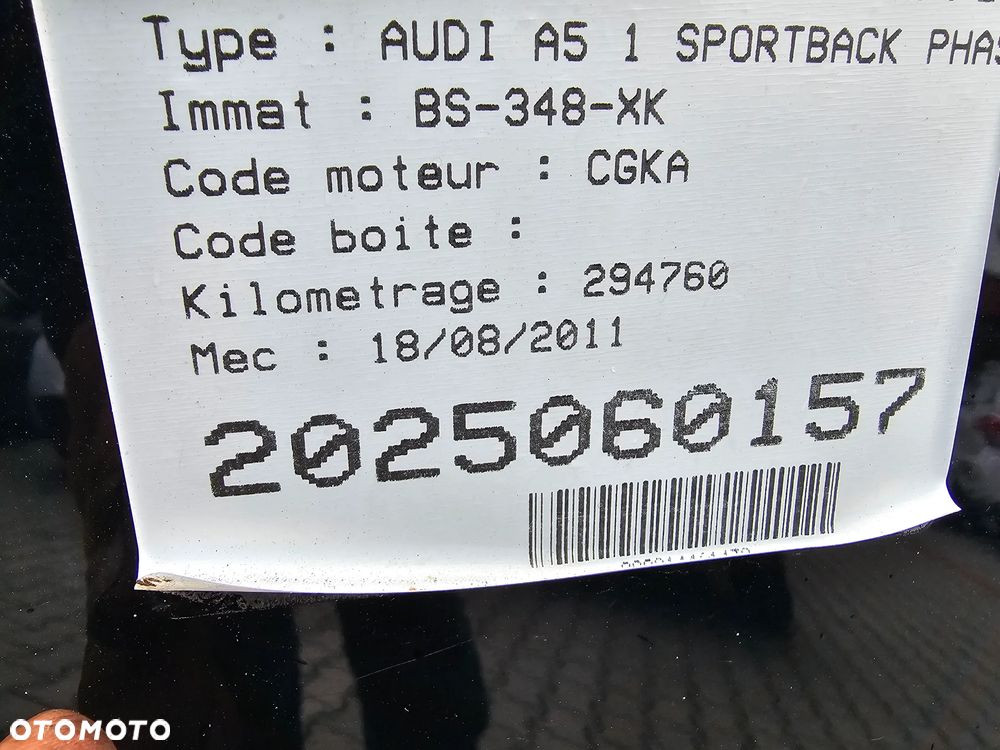 Type : AUDI A5 1 SPORTBACK
Immat : BS-348-XK
Code moteur : CGKA
Code boite :
Kilometrage : 294760
Mec : 18/08/2011
2025060157
OTOMOTO